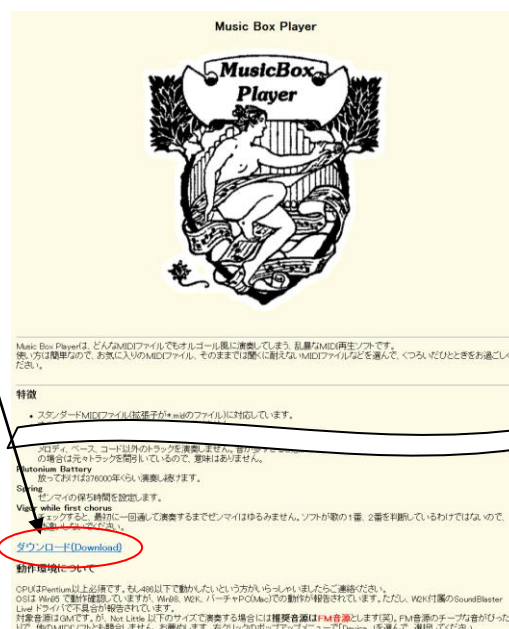 Music Box Player
MusicBox
Player
Music Box Playerは、どんなMIDIファイルでもオルゴール風に演奏してしまう、乱暴なMIDI再生ソフトです。
使い方は簡単なので、お気に入りのMIDIファイル、そのままでは聞くに耐えないMIDIファイルなどを選んで、くつろいだひとときをお過ごしく
ださい。
特徴
• スタンダードMIDIファイル(拡張子が*.midのファイル)に対応しています。
メロディ、ベース、コード以外のトラックを演奏しません。
の場合は元々トラックを間引いているので、意味はありません。
Plutonium Battery
放っておけば376000年くらい演奏し続けます。
Spring
ゼンマイの保ち時間を設定します。
Vigor while first chorus
チェックすると、最初に一回通して演奏するまでゼンマイはゆるみません。ソフトが歌の1番、2番を判断しているわけではないので、
しないでください。
ダウンロード(Download)
動作環境について
CPUはPentium以上必須です。もし486以下で動かしたいという方がいらっしゃいましたらご連絡ください。
OSは Win95 で動作確認していますが、Win98、W2K、バーチャPC(Mac)での動作が報告されています。ただし、W2K付属のSoundBlaster
Live! ドライバで不具合が報告されています。
対象音源はGMです。が、Not Little 以下のサイズで演奏する場合には推奨音源はFM音源とします(笑)。FM音源のチープな音がぴった